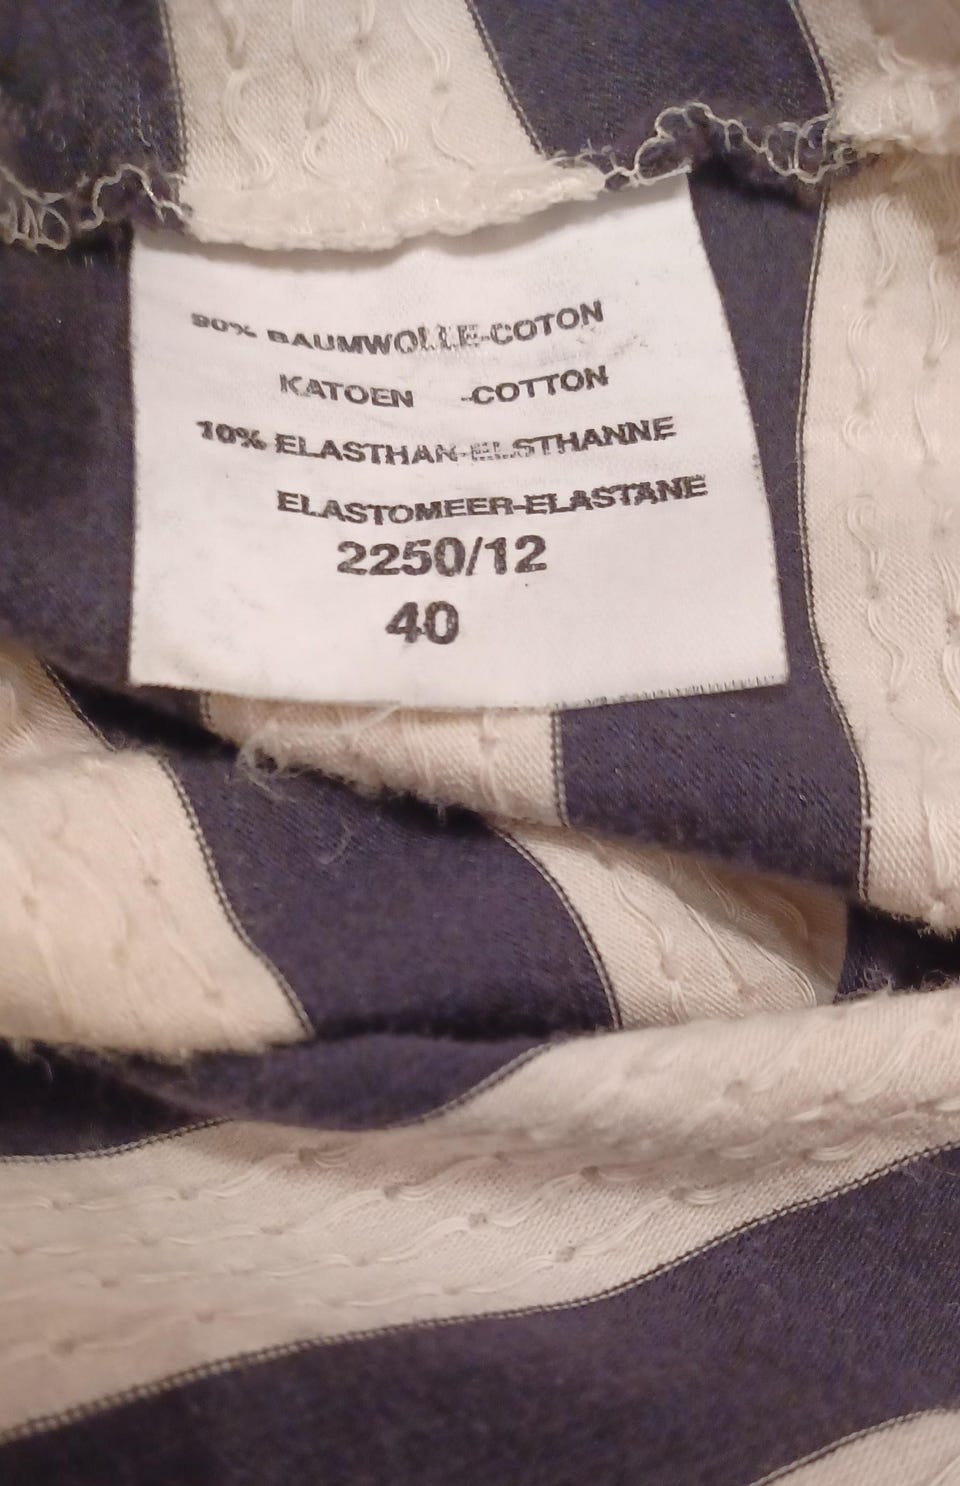 90% BAUMWOLLE-COTON
KATOEN -COTTON
10% ELASTHAN-ELSTHANNE
ELASTOMEER-ELASTANE
2250/12
40